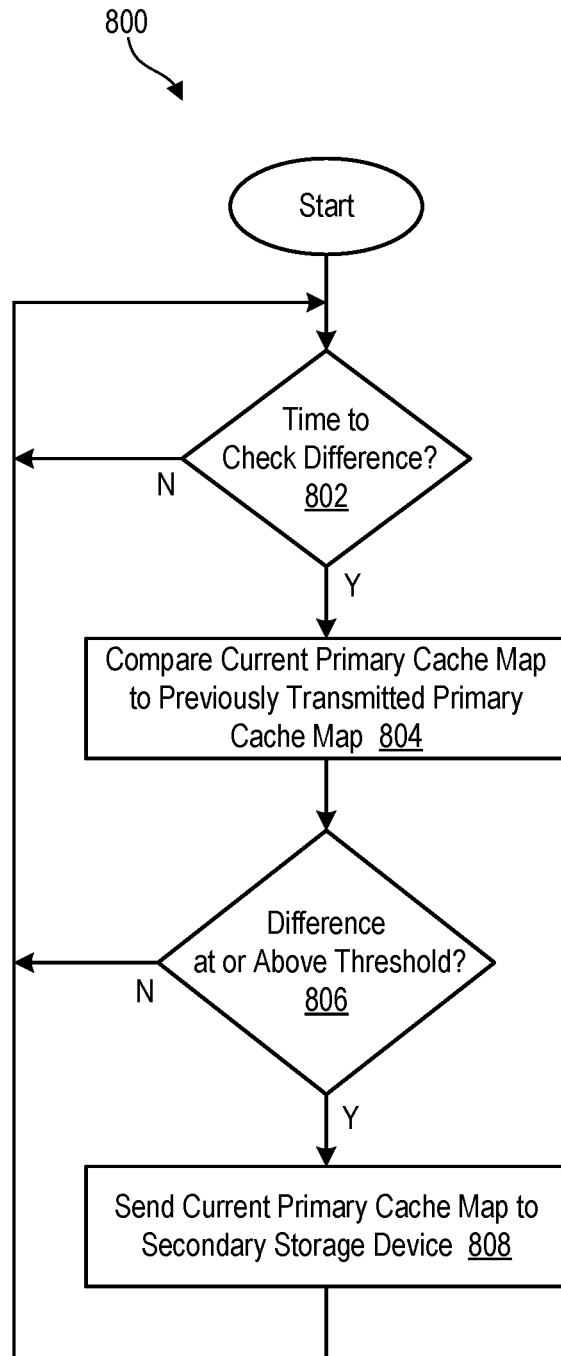 800
Start
Time to
Check Difference?
802
N
Y
Compare Current Primary Cache Map
to Previously Transmitted Primary
Cache Map 804
Difference
at or Above Threshold?
806
N
Y
Send Current Primary Cache Map to
Secondary Storage Device 808